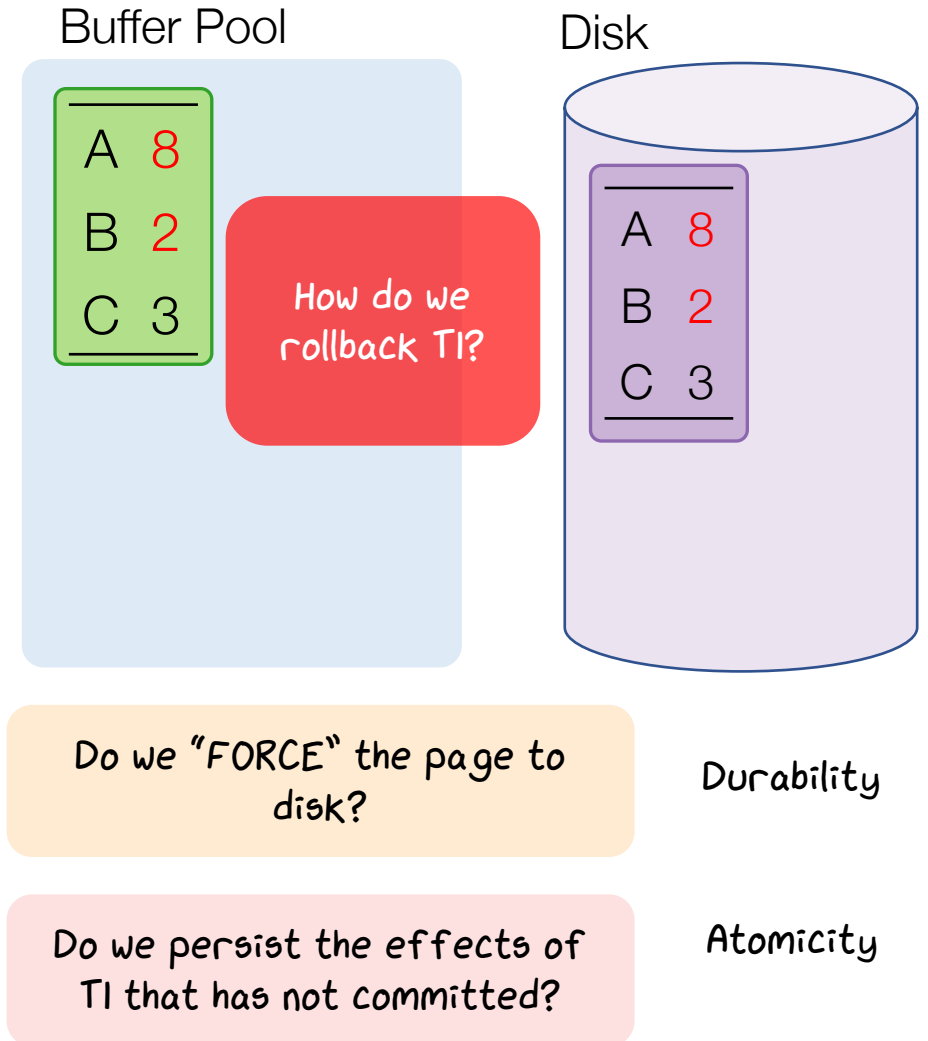 Buffer Pool
Disk
A 8
B 2
C 3
How do we
rollback T1?
A 8
B 2
C 3
Do we “FORCE” the page to
disk?
Durability
Do we persist the effects of
T1 that has not committed?
Atomicity